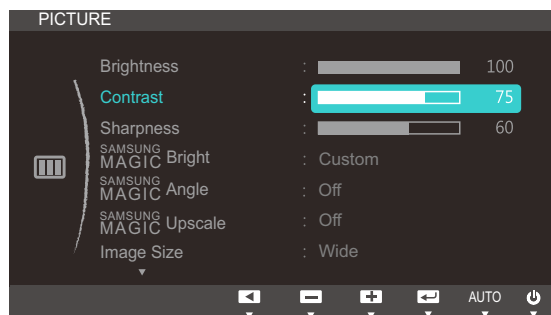 PICTURE
Brightness : 100
Contrast : 75
Sharpness : 60
SAMSUNG MAGIC Bright : Custom
SAMSUNG MAGIC Angle : Off
SAMSUNG MAGIC Upscale : Off
Image Size : Wide
AUTO